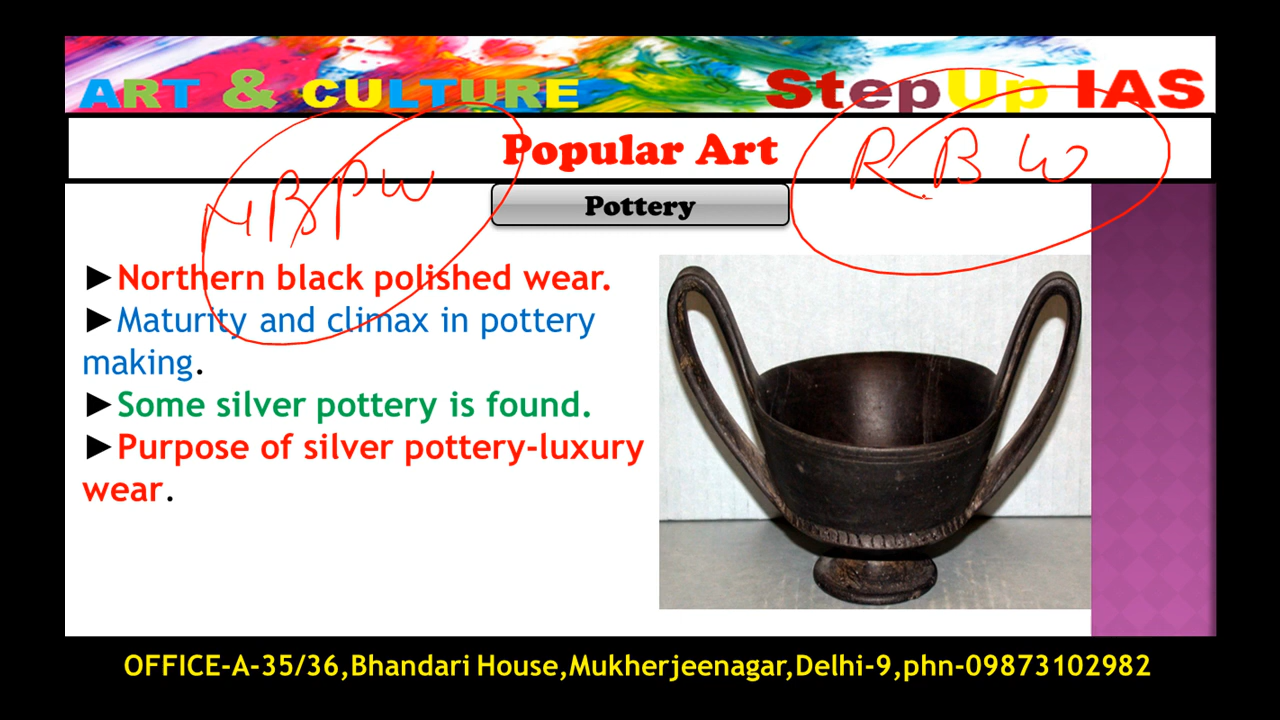 ART & CULTURE StepUp IAS
Popular Art
NBPW RBW
Pottery
►Northern black polished wear.
►Maturity and climax in pottery
making.
►Some silver pottery is found.
►Purpose of silver pottery-luxury
wear.
OFFICE-A-35/36,Bhandari House,Mukherjeenagar,Delhi-9,phn-09873102982